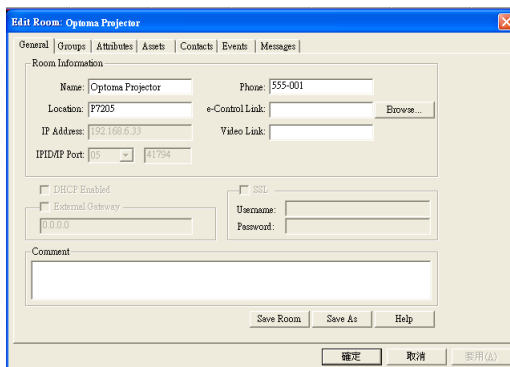 Edit Room: Optoma Projector
General Groups Attributes Assets Contacts Events Messages
Room Information
Name: Optoma Projector Phone: 555-001
Location: P7205 e-Control Link: Browse...
IP Address: 192.168.6.33 Video Link:
IPID/IP Port: 05 41794
DHCP Enabled SSL
External Gateway Username:
0.0.0.0 Password:
Comment
Save Room Save As Help
確定 取消 套用(A)